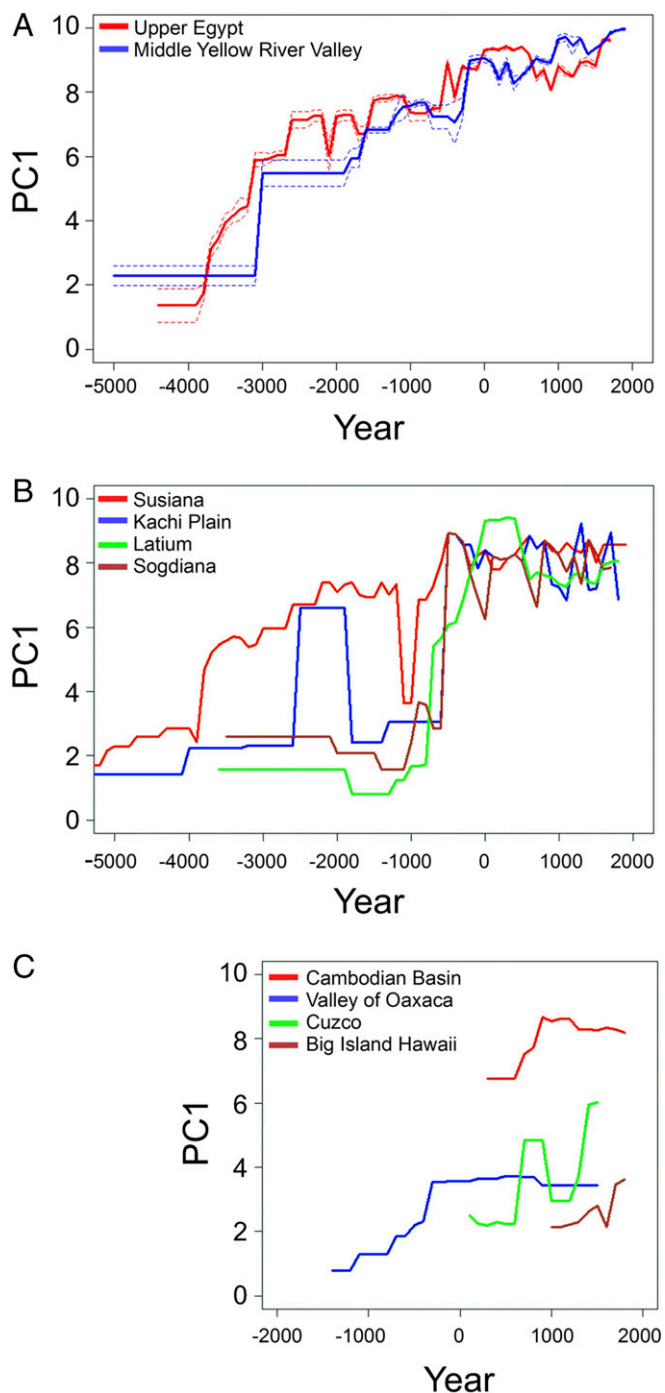 A
Upper Egypt
Middle Yellow River Valley
PC1
10
8
6
4
2
0
-5000 -4000 -3000 -2000 -1000 0 1000 2000
Year
B
Susiana
Kachi Plain
Latium
Sogdiana
PC1
10
8
6
4
2
0
-5000 -4000 -3000 -2000 -1000 0 1000 2000
Year
C
Cambodian Basin
Valley of Oaxaca
Cuzco
Big Island Hawaii
PC1
10
8
6
4
2
0
-2000 -1000 0 1000 2000
Year